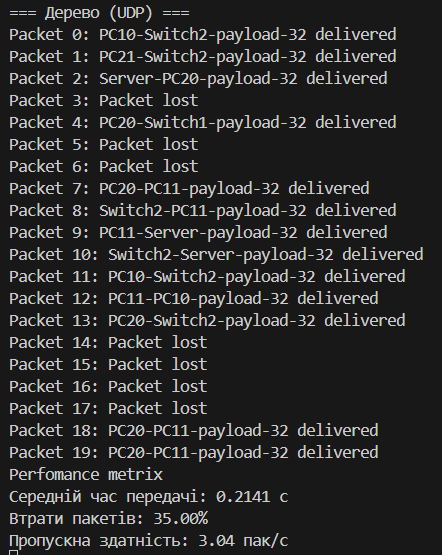 === Дерево (UDP) ===
Packet 0: PC10-Switch2-payload-32 delivered
Packet 1: PC21-Switch2-payload-32 delivered
Packet 2: Server-PC20-payload-32 delivered
Packet 3: Packet lost
Packet 4: PC20-Switch1-payload-32 delivered
Packet 5: Packet lost
Packet 6: Packet lost
Packet 7: PC20-PC11-payload-32 delivered
Packet 8: Switch2-PC11-payload-32 delivered
Packet 9: PC11-Server-payload-32 delivered
Packet 10: Switch2-Server-payload-32 delivered
Packet 11: PC10-Switch2-payload-32 delivered
Packet 12: PC11-PC10-payload-32 delivered
Packet 13: PC20-Switch2-payload-32 delivered
Packet 14: Packet lost
Packet 15: Packet lost
Packet 16: Packet lost
Packet 17: Packet lost
Packet 18: PC20-PC11-payload-32 delivered
Packet 19: PC20-PC11-payload-32 delivered
Perfomance metrix
Середній час передачі: 0.2141 с
Втрати пакетів: 35.00%
Пропускна здатність: 3.04 пак/с